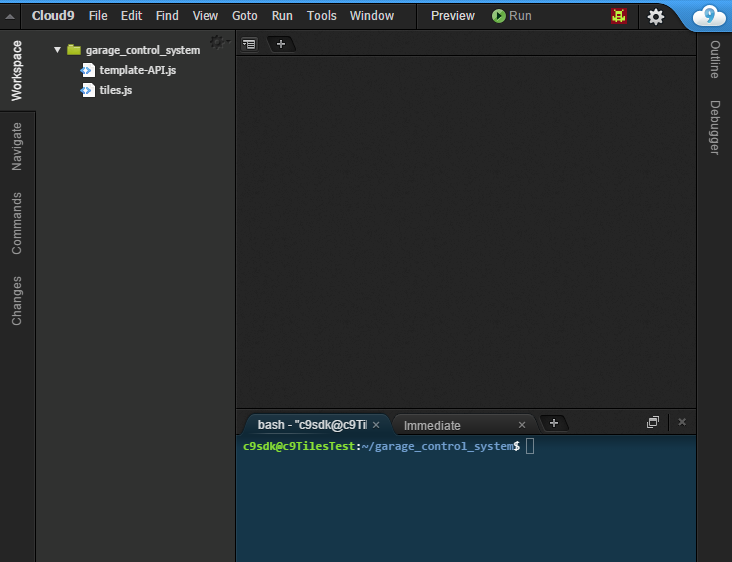 Cloud9 File Edit Find View Goto Run Tools Window Preview Run
Workspace
Navigate
Commands
Changes
garage_control_system
template-API.js
tiles.js
Outline
Debugger
bash - "c9sdk@c9Til
Immediate
c9sdk@c9TilesTest:~/garage_control_system$